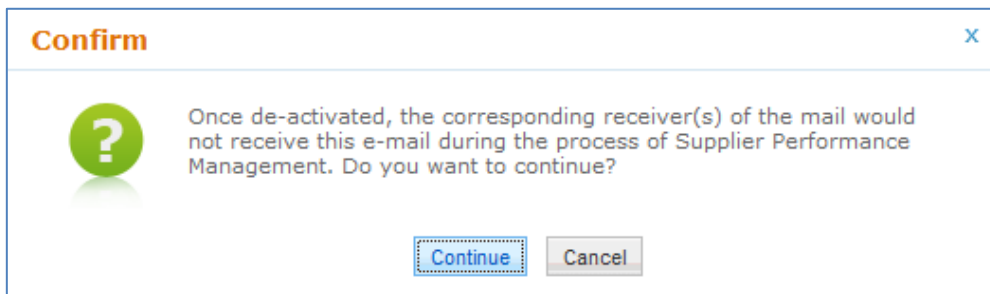 Confirm
x
?
Once de-activated, the corresponding receiver(s) of the mail would
not receive this e-mail during the process of Supplier Performance
Management. Do you want to continue?
Continue
Cancel